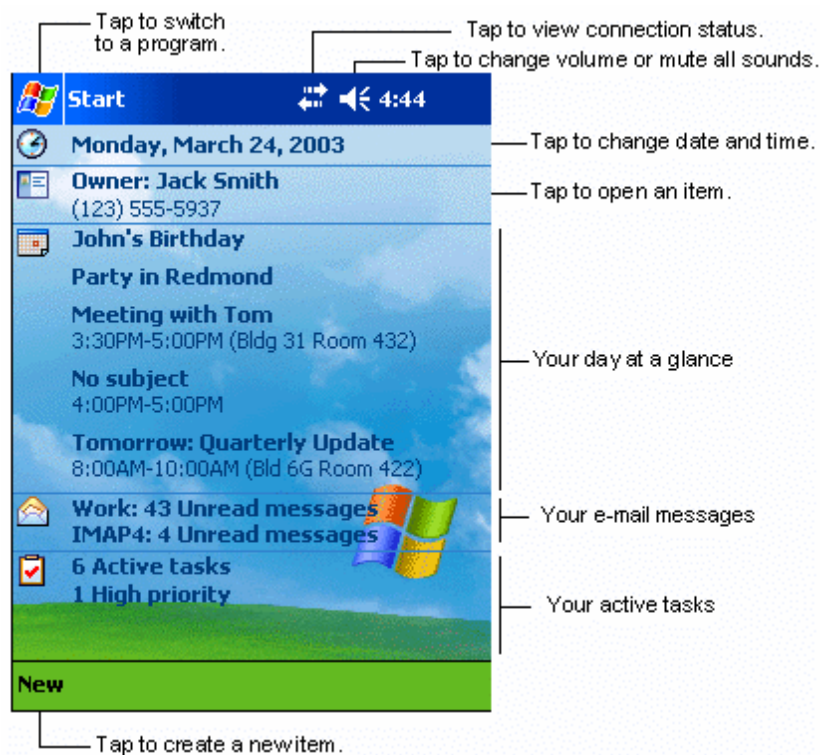 Tap to switch
to a program.
Tap to view connection status.
Tap to change volume or mute all sounds.
Start
4:44
Monday, March 24, 2003
Tap to change date and time.
Owner: Jack Smith
(123) 555-5937
Tap to open an item.
John's Birthday
Party in Redmond
Meeting with Tom
3:30PM-5:00PM (Bldg 31 Room 432)
Your day at a glance
No subject
4:00PM-5:00PM
Tomorrow: Quarterly Update
8:00AM-10:00AM (Bld 6G Room 422)
Work: 43 Unread messages
IMAP4: 4 Unread messages
Your e-mail messages
6 Active tasks
1 High priority
Your active tasks
New
Tap to create a new item.